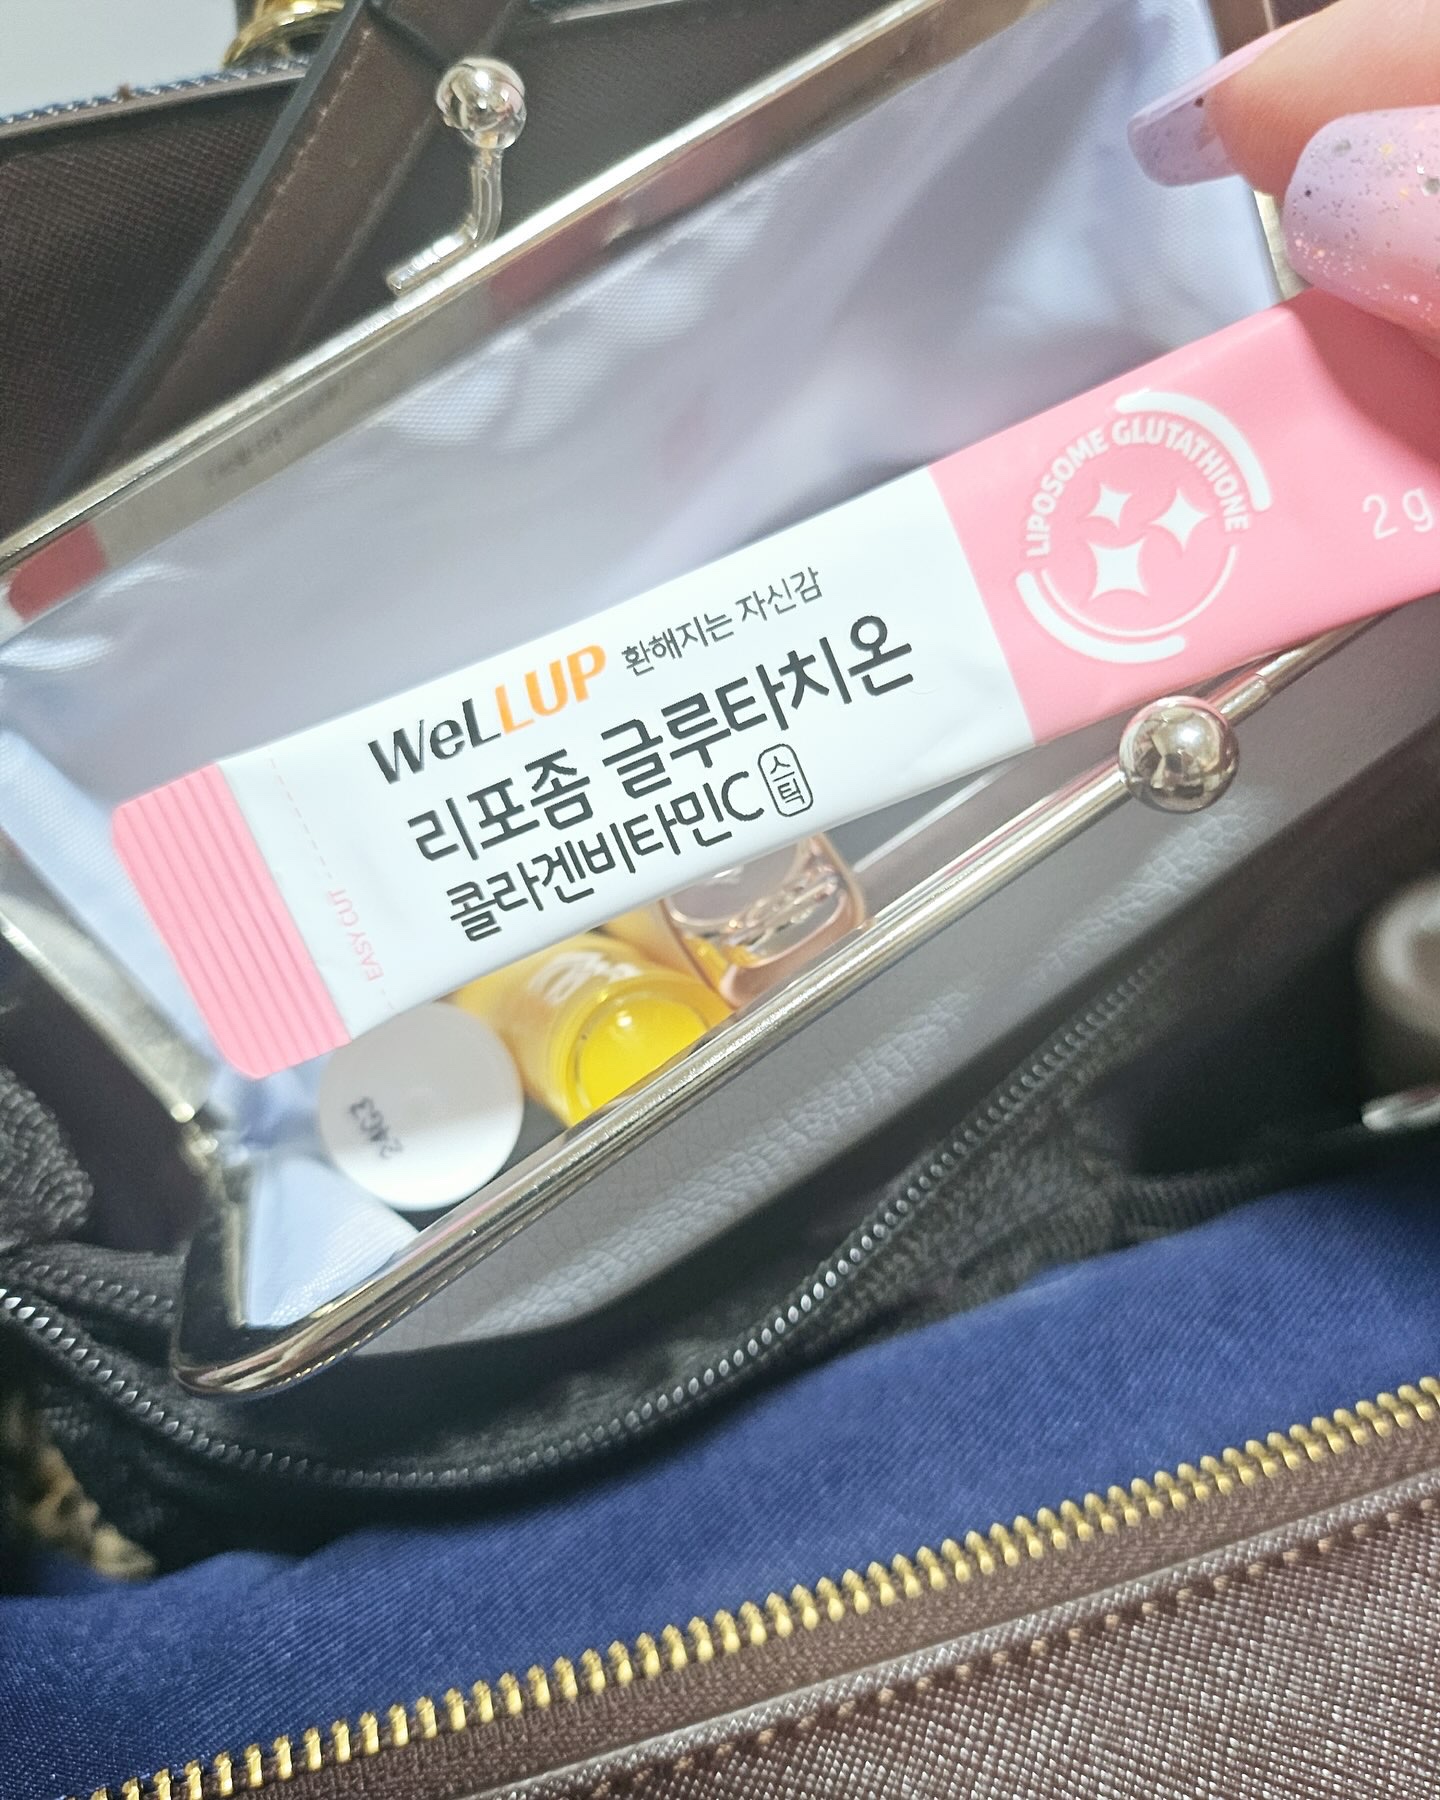 WeLLUP 환해지는 자신감
리포좀 글루타치온
콜라겐비타민C 스틱
EASY CUT
LIPOSOME GLUTATHIONE
2g
24G3